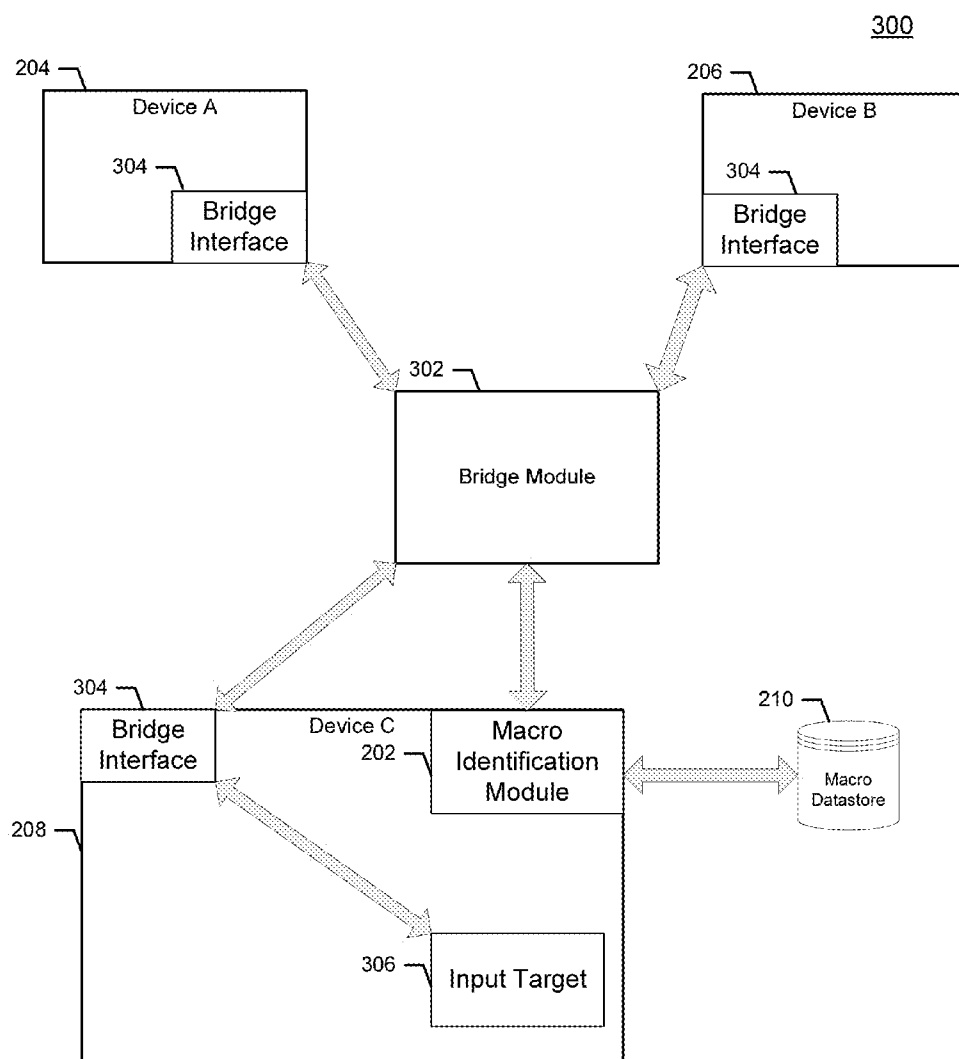 300
204
Device A
304
Bridge
Interface
206
Device B
304
Bridge
Interface
302
Bridge Module
304
Bridge
Interface
Device C
202
Macro
Identification
Module
210
Macro
Datastore
208
306
Input Target